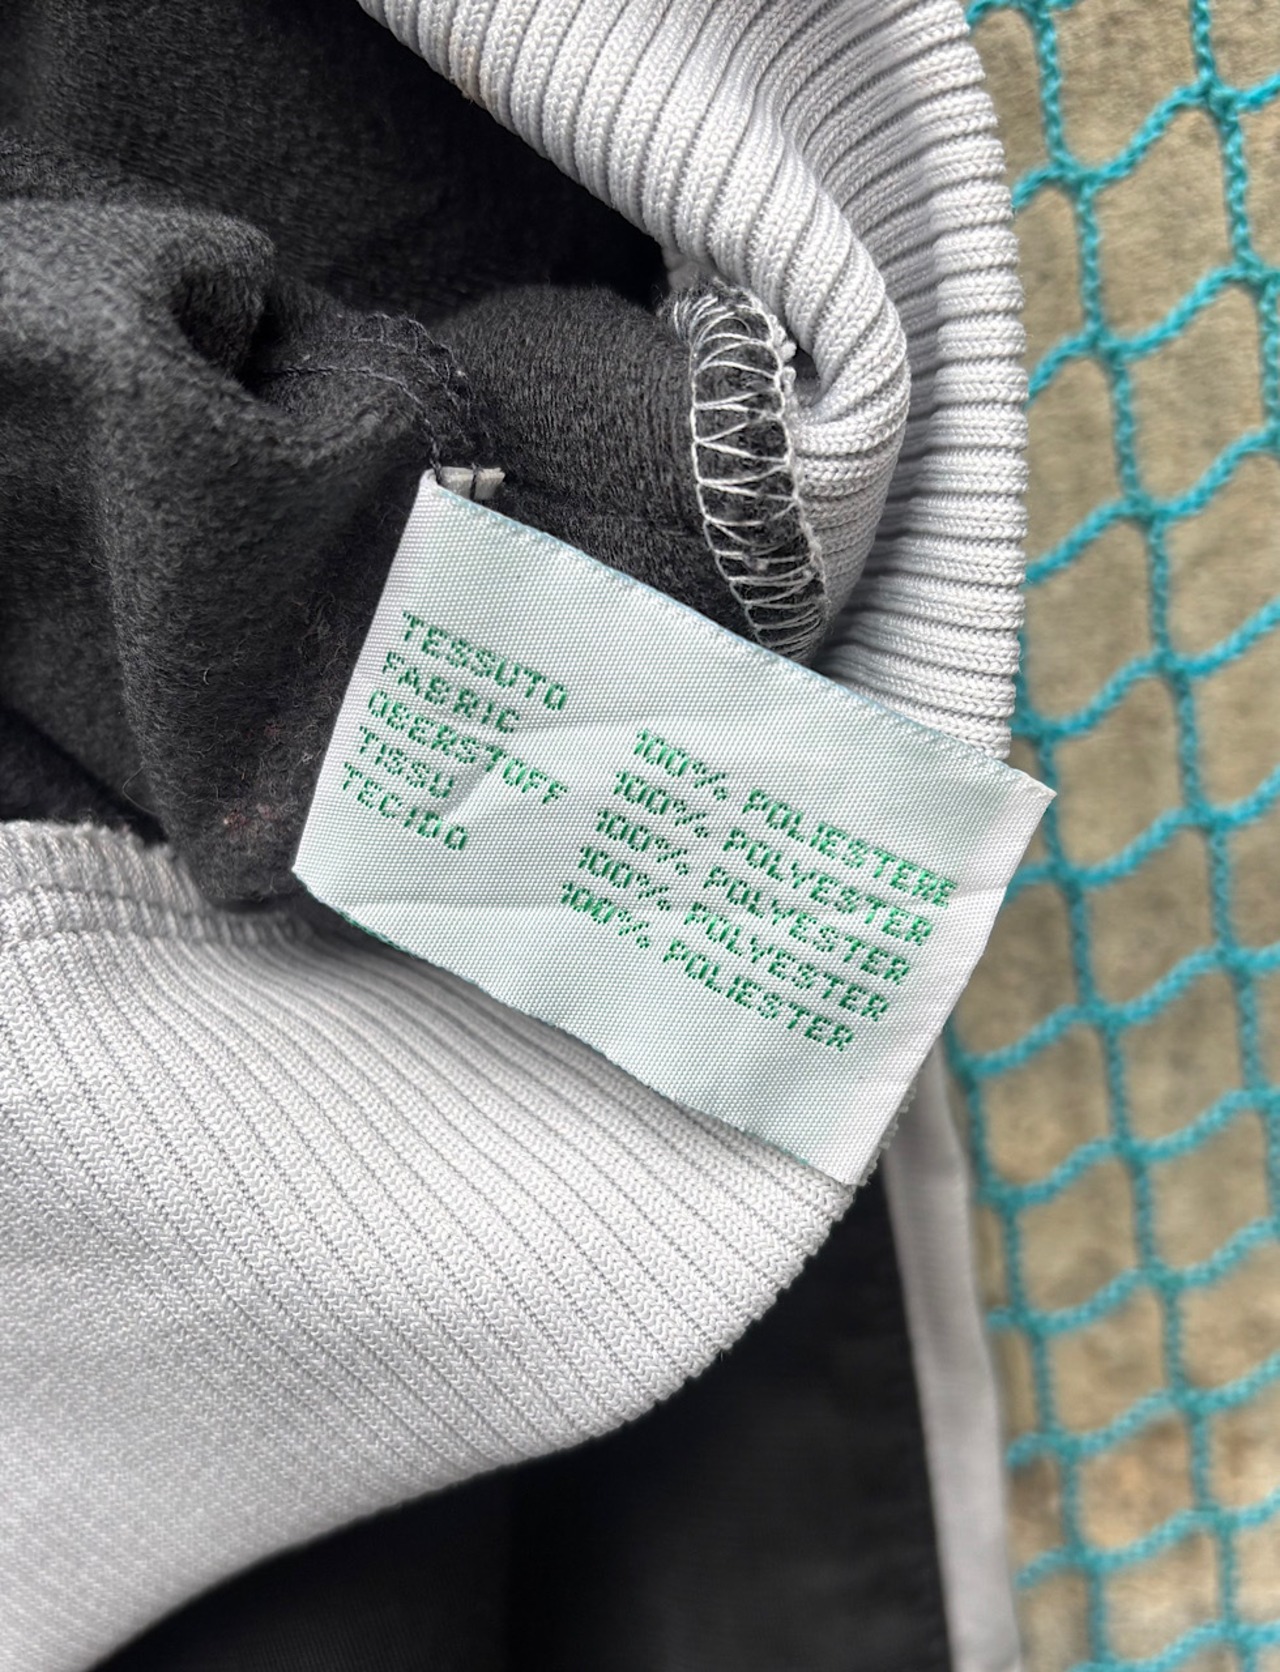 TESSUTO 100% POLIESTERE
FABRIC 100% POLYESTER
OBERSTOFF 100% POLYESTER
TISSU 100% POLYESTER
TECIDO 100% POLIESTER